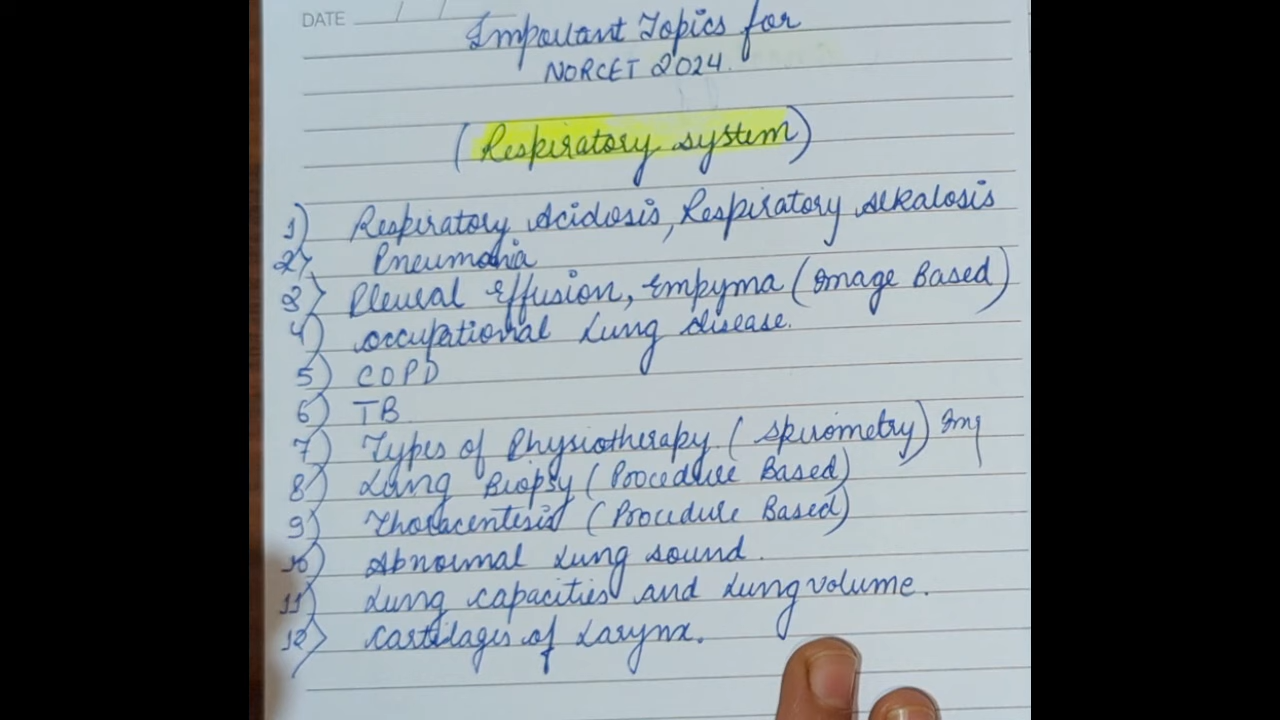 DATE
Important Topics for
NORCET 2024.
(Respiratory system)
1) Respiratory Acidosis, Respiratory Alkalosis
2) Pneumonia
3) Pleural Effusion, Empyma (Image Based)
4) Occupational Lung disease.
5) COPD
6) TB
7) Types of Physiotherapy (Spirometry) Img
8) Lung Biopsy (Procedure Based)
9) Thoracentesis (Procedure Based)
10) Abnormal Lung sound.
11) Lung capacities and Lung volume.
12) Cartilages of Larynx.